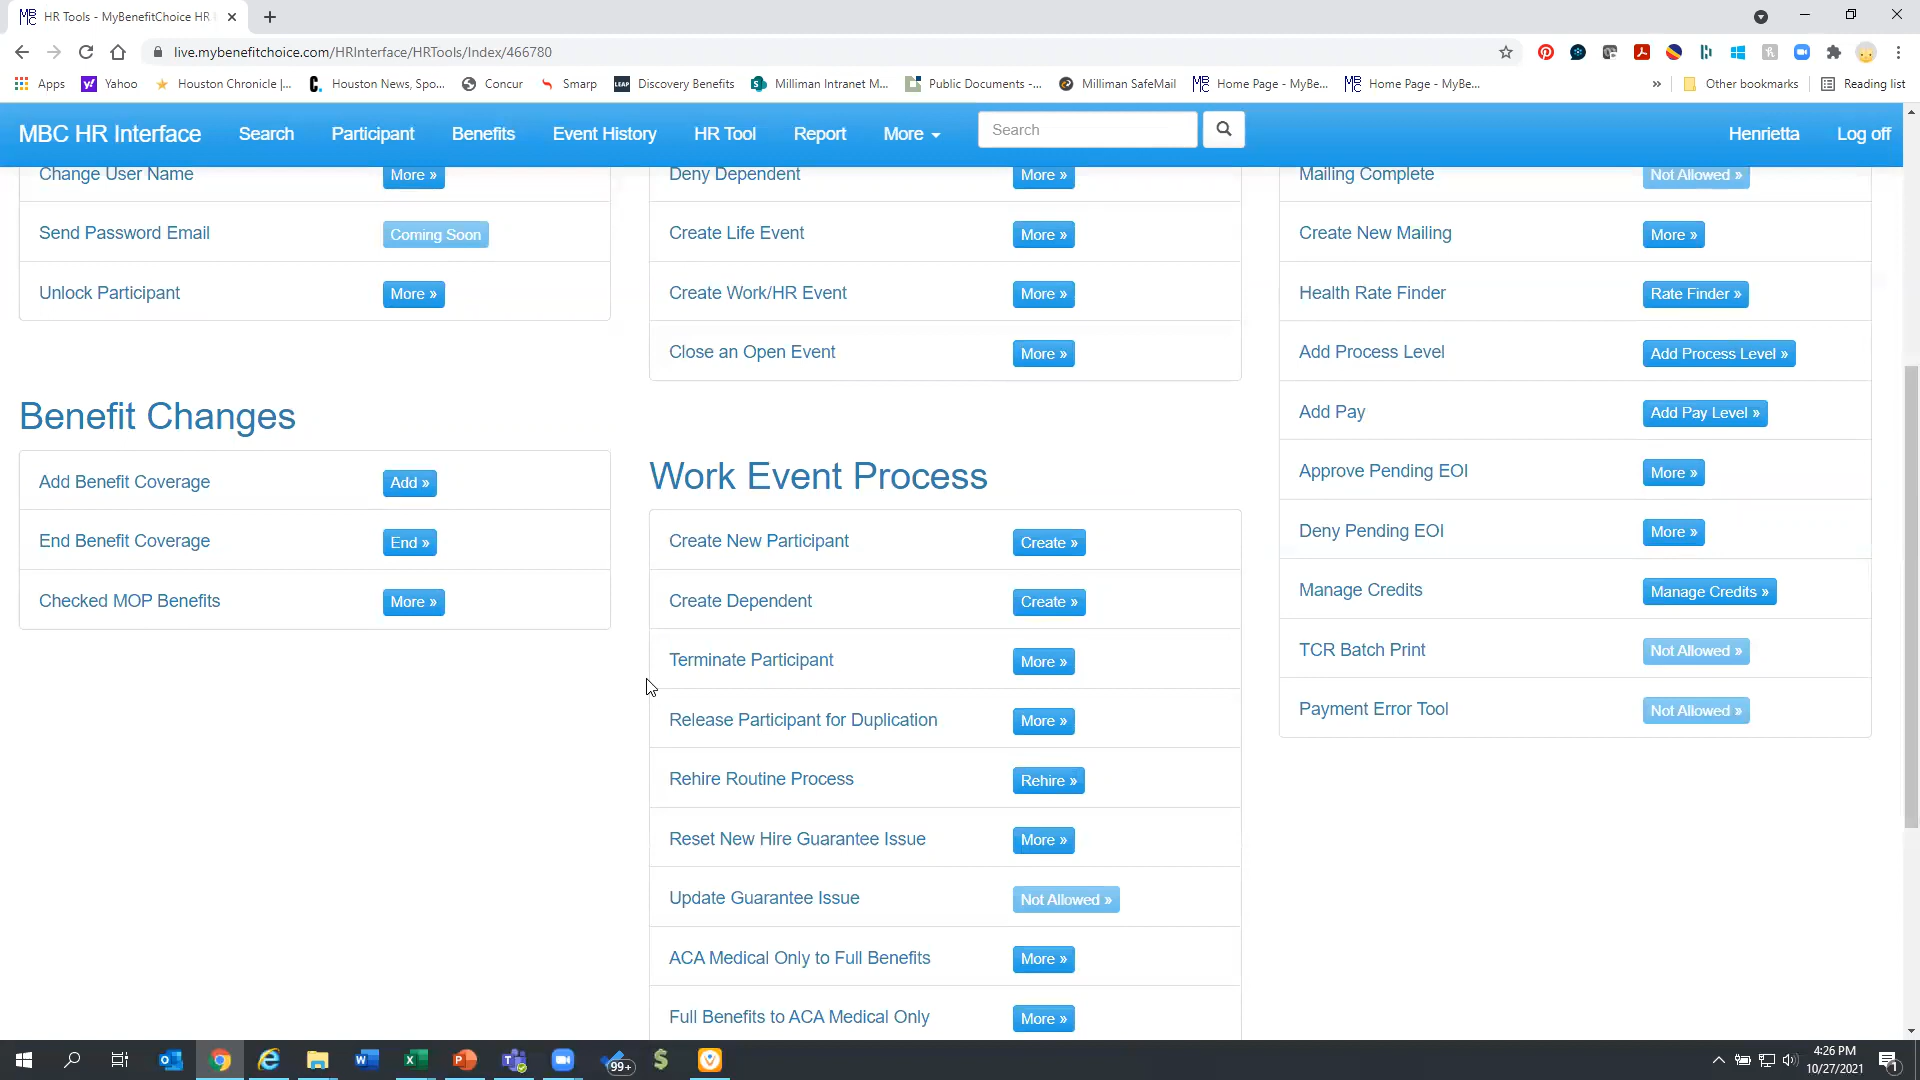 HR Tools - MyBenefitChoice HR
live.mybenefitchoice.com/HRInterface/HRTools/Index/466780
Apps Yahoo Houston Chronicle |... Houston News, Spo... Concur Smarp Discovery Benefits Milliman Intranet M... Public Documents -... Milliman SafeMail Home Page - MyBe... Home Page - MyBe... » Other bookmarks Reading list
MBC HR Interface Search Participant Benefits Event History HR Tool Report More Search Henrietta Log off
Change User Name More »
Send Password Email Coming Soon
Unlock Participant More »
Benefit Changes
Add Benefit Coverage Add »
End Benefit Coverage End »
Checked MOP Benefits More »
Deny Dependent More »
Create Life Event More »
Create Work/HR Event More »
Close an Open Event More »
Work Event Process
Create New Participant Create »
Create Dependent Create »
Terminate Participant More »
Release Participant for Duplication More »
Rehire Routine Process Rehire »
Reset New Hire Guarantee Issue More »
Update Guarantee Issue Not Allowed »
ACA Medical Only to Full Benefits More »
Full Benefits to ACA Medical Only More »
Mailing Complete Not Allowed »
Create New Mailing More »
Health Rate Finder Rate Finder »
Add Process Level Add Process Level »
Add Pay Add Pay Level »
Approve Pending EOI More »
Deny Pending EOI More »
Manage Credits Manage Credits »
TCR Batch Print Not Allowed »
Payment Error Tool Not Allowed »
99+
4:26 PM
10/27/2021
1